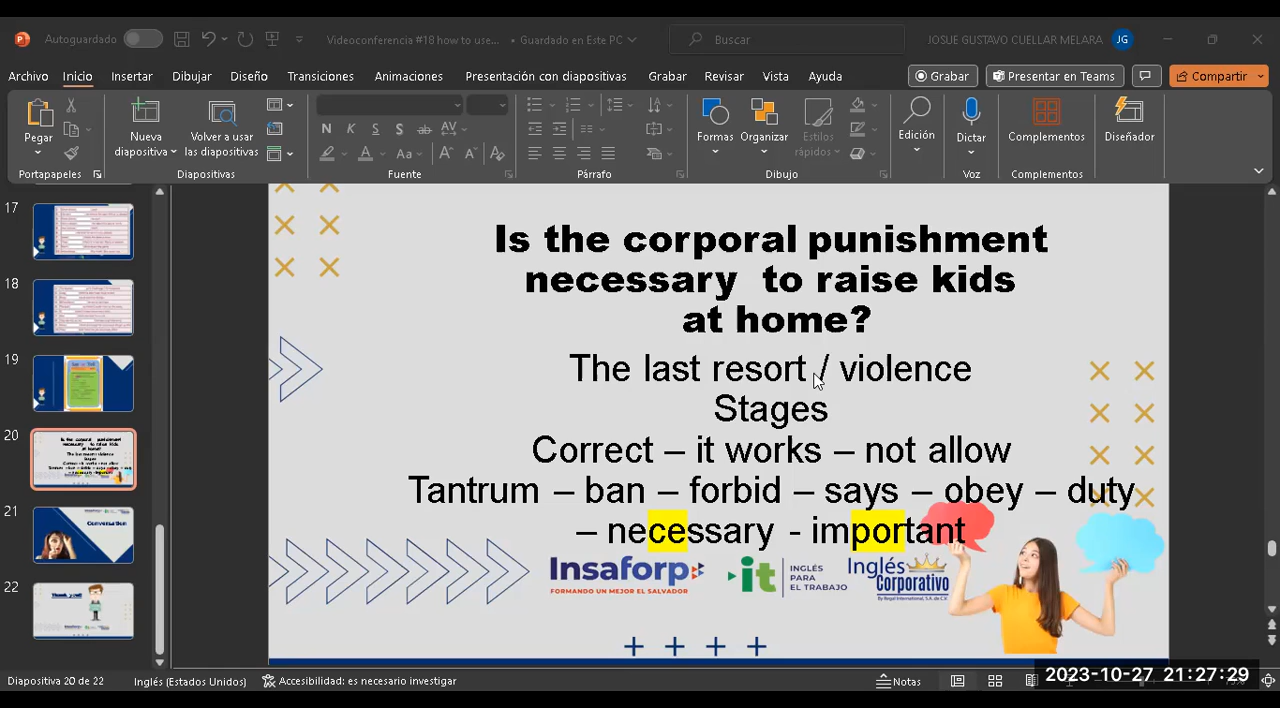 Autoguardado
Videoconferencia #18 how to use... • Guardado en Este PC
Buscar
JOSUE GUSTAVO CUELLAR MELARA
JG
Archivo Inicio Insertar Dibujar Diseño Transiciones Animaciones Presentación con diapositivas Grabar Revisar Vista Ayuda
Grabar
Presentar en Teams
Compartir
Pegar
Nueva diapositiva
Volver a usar las diapositivas
Formas
Organizar
Estilos rápidos
Edición
Dictar
Complementos
Diseñador
Portapapeles
Diapositivas
Fuente
Párrafo
Dibujo
Voz
Complementos
17
18
19
20
21
22
Conversation
Thank you!
Is the corporal punishment
necessary to raise kids
at home?
The last resort / violence
Stages
Correct – it works – not allow
Tantrum – ban – forbid – says – obey – duty
– necessary - important
Insaforp
FORMANDO UN MEJOR EL SALVADOR
it
INGLÉS
PARA
EL TRABAJO
Inglés
Corporativo
By Regal International, S.A. de C.V.
Diapositiva 20 de 22
Inglés (Estados Unidos)
Accesibilidad: es necesario investigar
Notas
2023-10-27 21:27:29